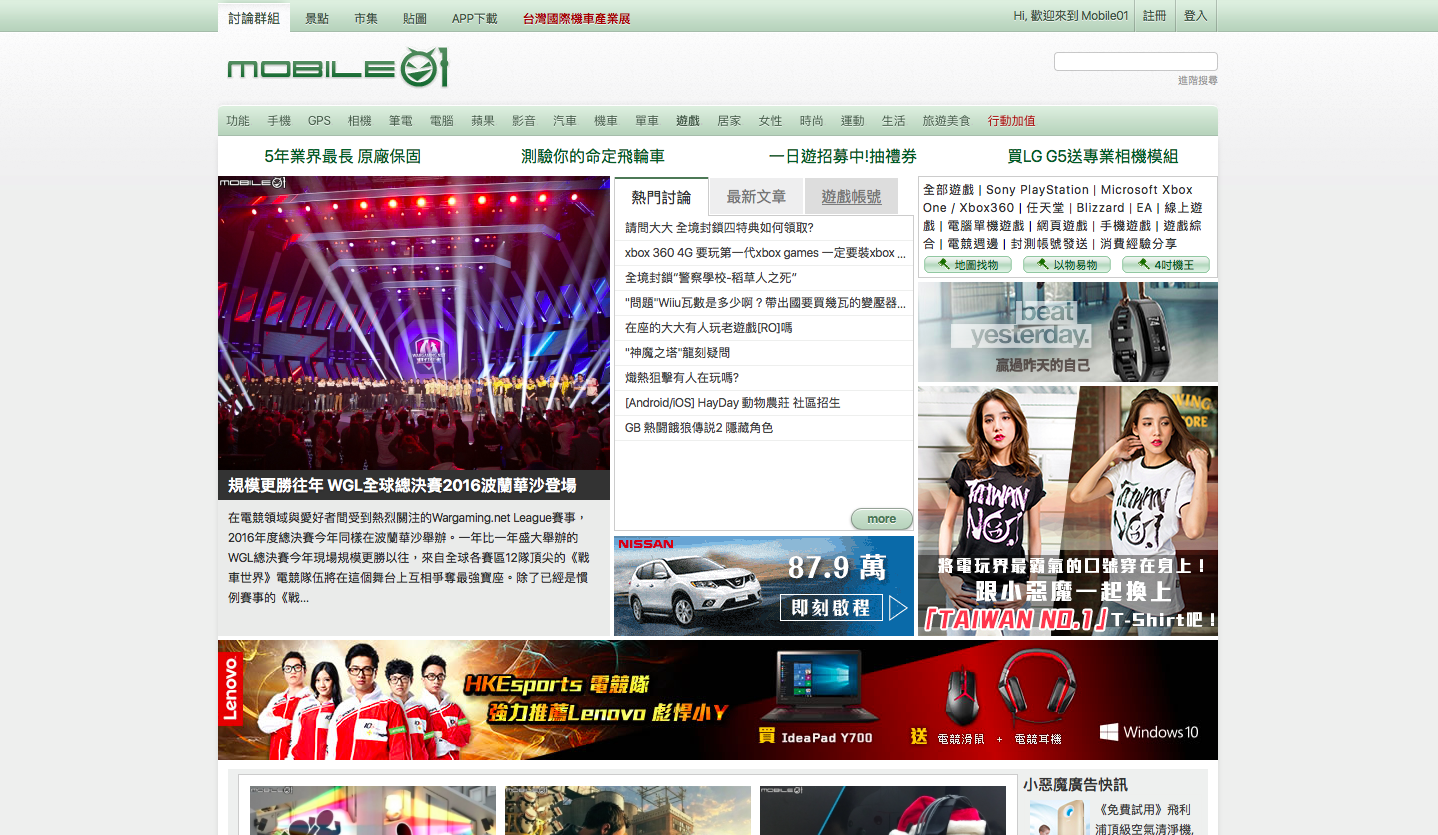 討論群組 景點 市集 貼圖 APP下載 台灣國際機車產業展 Hi, 歡迎來到 Mobile01 註冊 登入
MOBILE01
進階搜尋
功能 手機 GPS 相機 筆電 電腦 蘋果 影音 汽車 機車 單車 遊戲 居家 女性 時尚 運動 生活 旅遊美食 行動加值
5年業界最長 原廠保固 測驗你的命定飛輪車 一日遊招募中!抽禮券 買LG G5送專業相機模組
MOBILE01
WARGAMING.NET
規模更勝往年 WGL全球總決賽2016波蘭華沙登場
在電競領域與愛好者間受到熱烈關注的Wargaming.net League賽事，
2016年度總決賽今年同樣在波蘭華沙舉辦。一年比一年盛大舉辦的
WGL總決賽今年現場規模更勝以往，來自全球各賽區12隊頂尖的《戰
車世界》電競隊伍將在這個舞台上互相爭奪最強寶座。除了已經是慣
例賽事的《戰...
熱門討論 最新文章 遊戲帳號
請問大大 全境封鎖四特典如何領取?
xbox 360 4G 要玩第一代xbox games 一定要裝xbox ...
全境封鎖”警察學校-稻草人之死”
"問題"Wiiu瓦數是多少啊？帶出國要買幾瓦的變壓器...
在座的大大有人玩老遊戲[RO]嗎
"神魔之塔"龍刻疑問
熾熱狙擊有人在玩嗎?
[Android/iOS] HayDay 動物農莊 社區招生
GB 熱鬪餓狼傳説2 隱藏角色
more
NISSAN
87.9 萬
即刻啟程
全部遊戲 | Sony PlayStation | Microsoft Xbox
One / Xbox360 | 任天堂 | Blizzard | EA | 線上遊
戲 | 電腦單機遊戲 | 網頁遊戲 | 手機遊戲 | 遊戲綜
合 | 電競週邊 | 封測帳號發送 | 消費經驗分享
地圖找物 以物易物 4吋機王
beat
yesterday.
贏過昨天的自己
TAIWAN NO.1 TAIWAN NO.1
將電玩界最霸氣的口號穿在身上！
跟小惡魔一起換上
「TAIWAN NO.1」T-Shirt吧！
Lenovo
HKEsports 電競隊
強力推薦Lenovo 彪悍小Y
買 IdeaPad Y700 送 電競滑鼠 + 電競耳機 Windows 10
MOBILE01 MOBILE01 MOBILE01
小惡魔廣告快訊
《免費試用》飛利
浦頂級空氣清淨機,